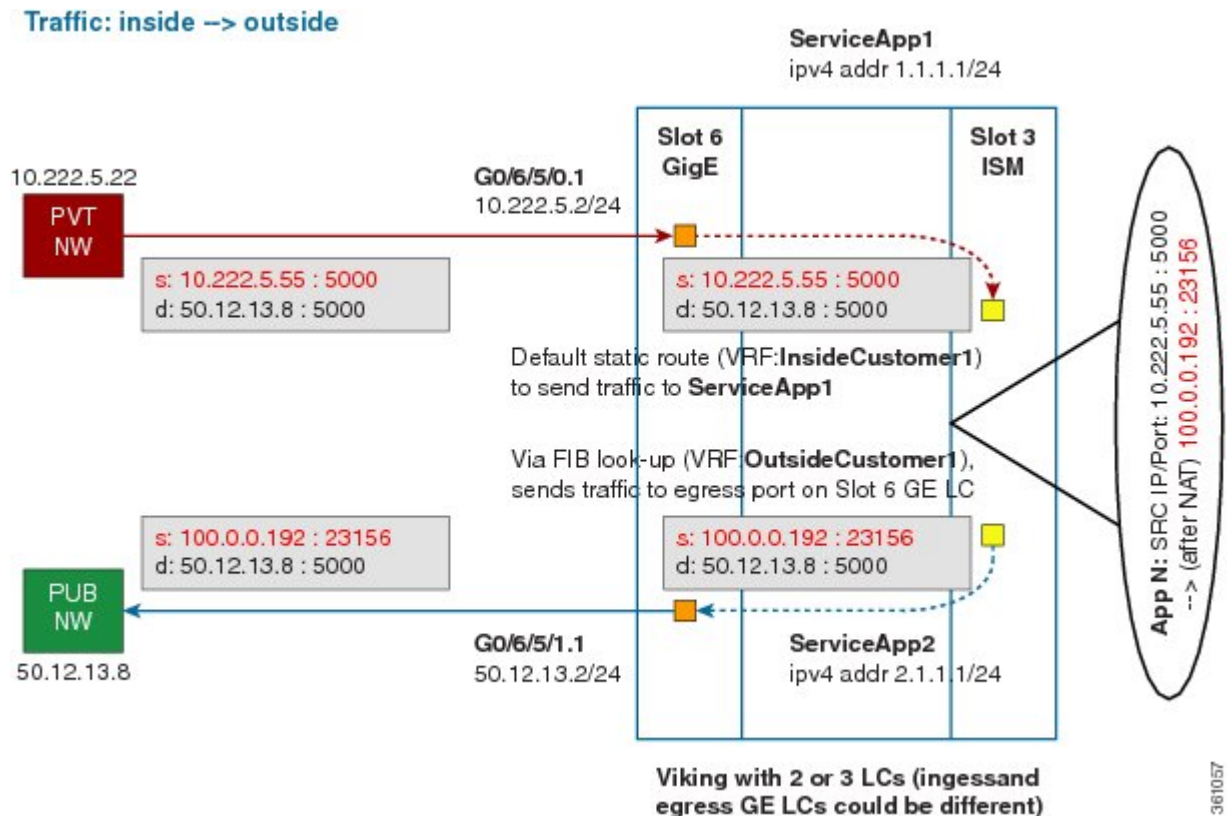 Traffic: inside --> outside
ServiceApp1
ipv4 addr 1.1.1.1/24
Slot 6
GigE
Slot 3
ISM
10.222.5.22
PVT
NW
G0/6/5/0.1
10.222.5.2/24
s: 10.222.5.55 : 5000
d: 50.12.13.8 : 5000
s: 10.222.5.55 : 5000
d: 50.12.13.8 : 5000
Default static route (VRF:InsideCustomer1)
to send traffic to ServiceApp1
Via FIB look-up (VRF:OutsideCustomer1),
sends traffic to egress port on Slot 6 GE LC
s: 100.0.0.192 : 23156
d: 50.12.13.8 : 5000
s: 100.0.0.192 : 23156
d: 50.12.13.8 : 5000
PUB
NW
50.12.13.8
G0/6/5/1.1
50.12.13.2/24
ServiceApp2
ipv4 addr 2.1.1.1/24
App N: SRC IP/Port: 10.222.5.55 : 5000
--> (after NAT) 100.0.0.192 : 23156
Viking with 2 or 3 LCs (ingessand
egress GE LCs could be different)
361057